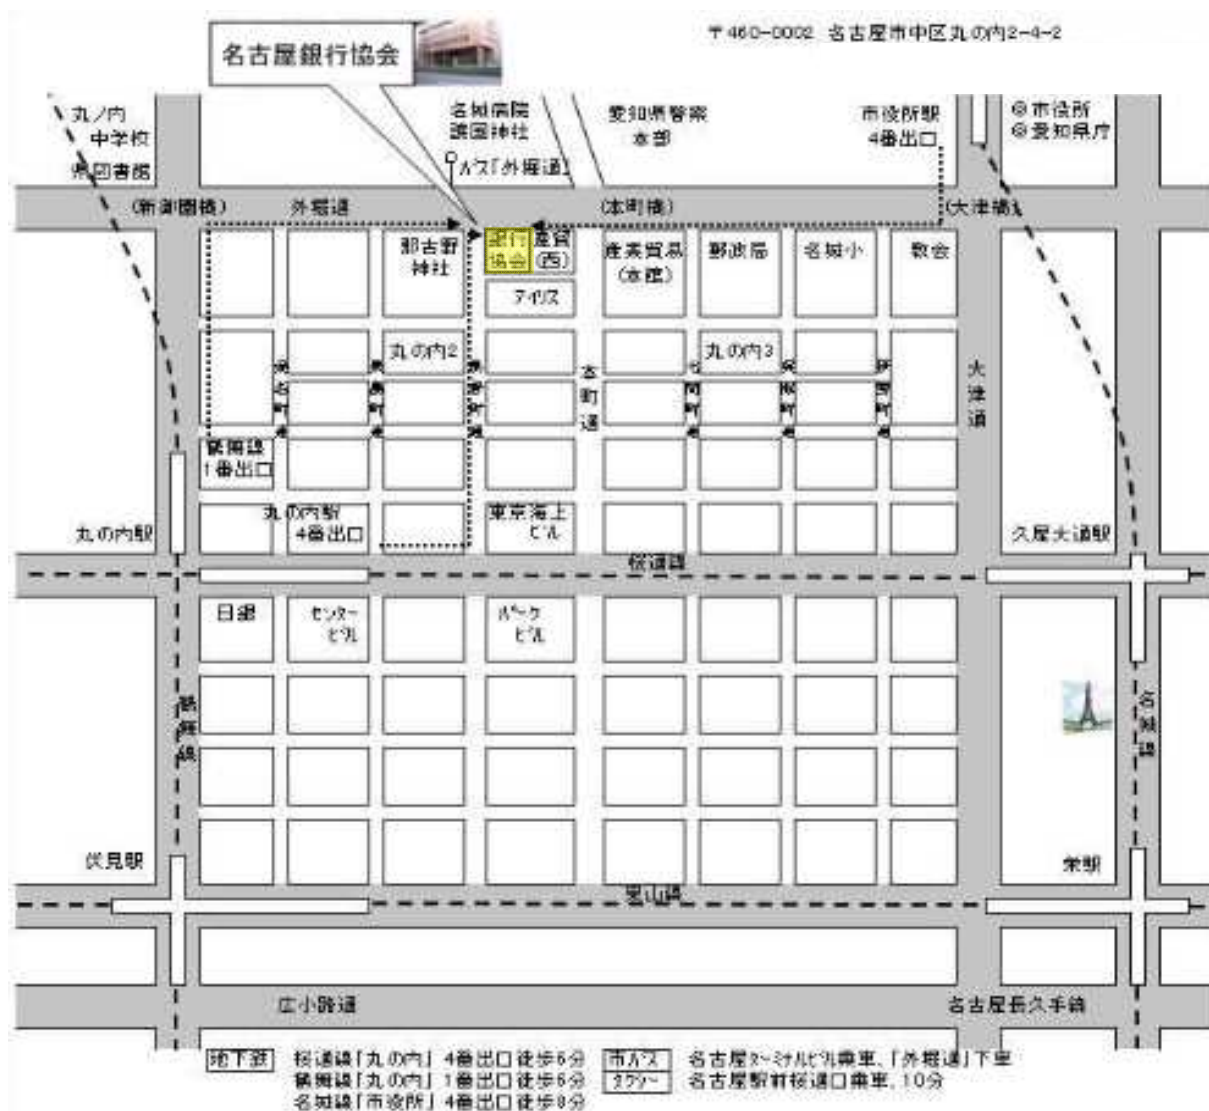 〒460-0002 名古屋市中区丸の内2-4-2
名古屋銀行協会
丸ノ内
中学校
県図書館
名城病院
護国神社
バス「外堀通」
愛知県警察
本部
市役所駅
4番出口
◎市役所
◎愛知県庁
(新御園橋)
外堀通
(本町橋)
(大津橋)
那古野
神社
銀行
協会
産貿
(西)
産業貿易
(本館)
郵政局
名城小
教会
アイリス
丸の内2
丸の内3
本町通
大津通
鶴舞線
1番出口
丸の内駅
丸の内駅
4番出口
東京海上
ビル
久屋大通駅
桜通線
日銀
センター
ビル
パーク
ビル
鶴舞線
名城線
伏見駅
栄駅
東山線
広小路通
名古屋長久手線
地下鉄 桜通線「丸の内」4番出口徒歩6分
鶴舞線「丸の内」1番出口徒歩6分
名城線「市役所」4番出口徒歩8分
市バス 名古屋ターミナルビル乗車、「外堀通」下車
タクシー 名古屋駅前桜通口乗車、10分